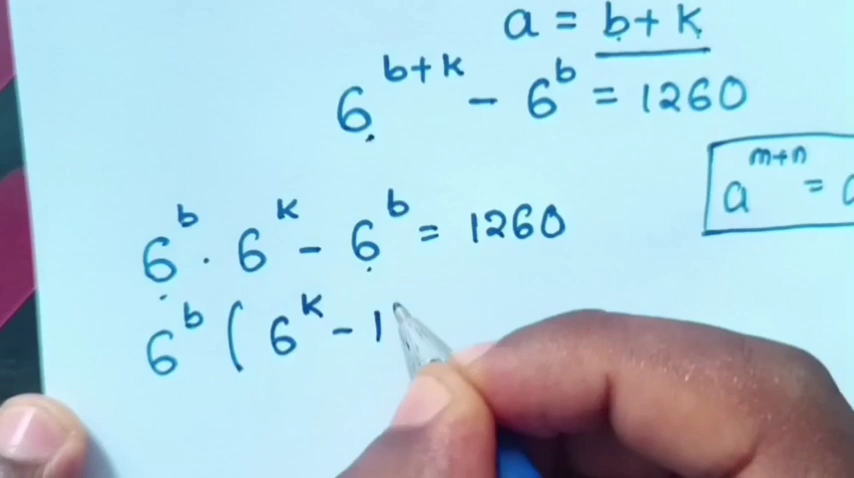 a = b+k
6^{b+k} - 6^b = 1260
a^{m+n} =
6^b · 6^k - 6^b = 1260
6^b ( 6^k - 1